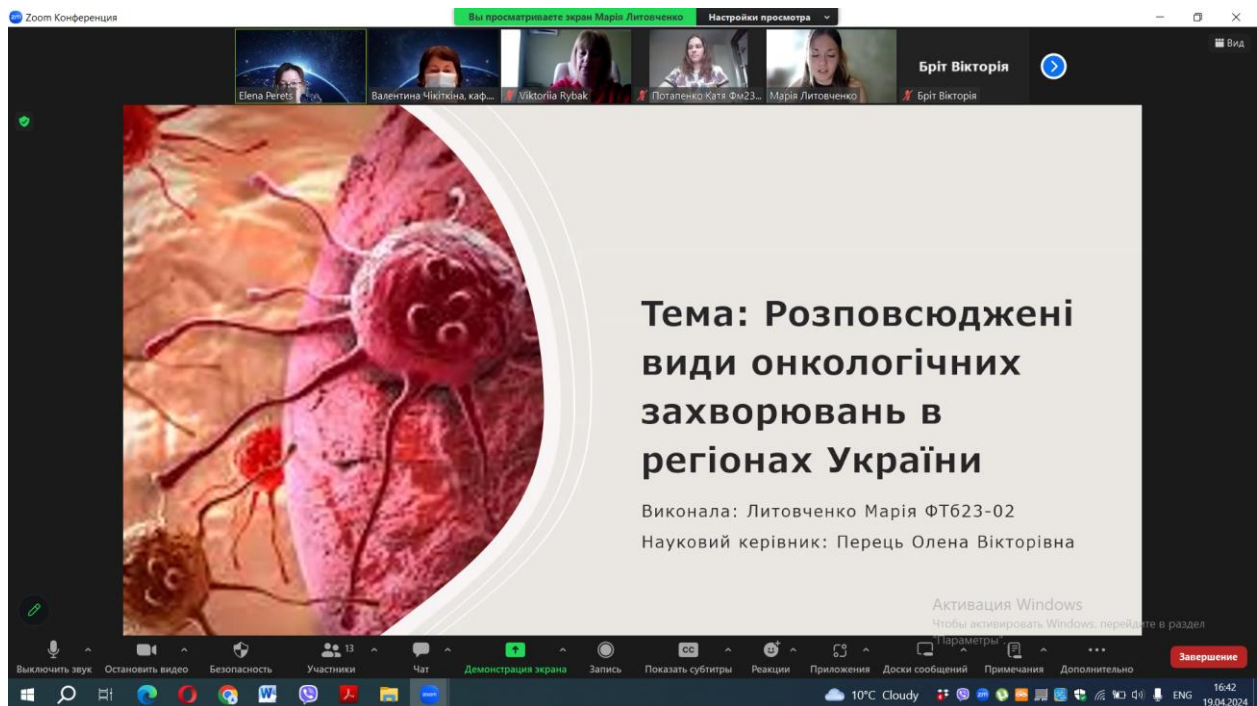 Zoom Конференция
Вы просматриваете экран Марія Литовченко
Настройки просмотра
Вид
Elena Perets
Валентина Чікіткіна, каф...
Viktoriia Rybak
Потапенко Катя Фм23...
Марія Литовченко
Бріт Вікторія
Бріт Вікторія
Тема: Розповсюджені
види онкологічних
захворювань в
регіонах України
Виконала: Литовченко Марія ФТб23-02
Науковий керівник: Перець Олена Вікторівна
Активация Windows
Чтобы активировать Windows, перейдите в раздел
"Параметры".
13
CC
Выключить звук
Остановить видео
Безопасность
Участники
Чат
Демонстрация экрана
Запись
Показать субтитры
Реакции
Приложения
Доски сообщений
Примечания
Дополнительно
Завершение
10°C Cloudy
ENG
16:42
19.04.2024